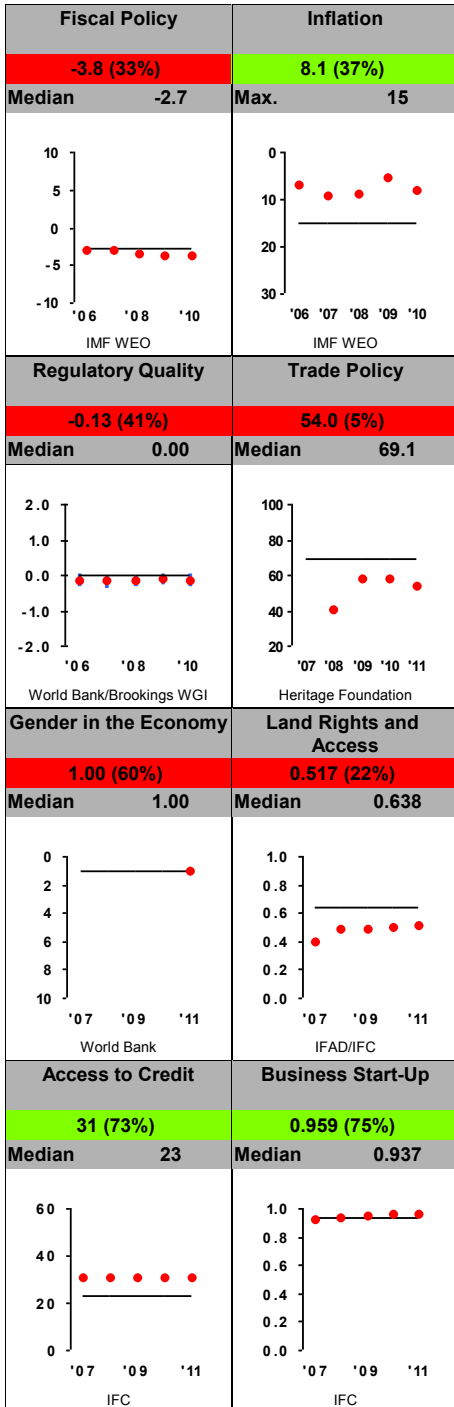 Fiscal Policy
Inflation
-3.8 (33%)
8.1 (37%)
Median -2.7
Max. 15
10
5
0
-5
-10
'06 '08 '10
IMF WEO
0
10
20
30
'06 '07 '08 '09 '10
IMF WEO
Regulatory Quality
Trade Policy
-0.13 (41%)
54.0 (5%)
Median 0.00
Median 69.1
2.0
1.0
0.0
-1.0
-2.0
'06 '08 '10
World Bank/Brookings WGI
100
80
60
40
20
'07 '08 '09 '10 '11
Heritage Foundation
Gender in the Economy
Land Rights and
Access
1.00 (60%)
0.517 (22%)
Median 1.00
Median 0.638
0
2
4
6
8
10
'07 '09 '11
World Bank
1.0
0.8
0.6
0.4
0.2
0.0
'07 '09 '11
IFAD/IFC
Access to Credit
Business Start-Up
31 (73%)
0.959 (75%)
Median 23
Median 0.937
60
40
20
0
'07 '09 '11
IFC
1.0
0.8
0.6
0.4
0.2
0.0
'07 '09 '11
IFC